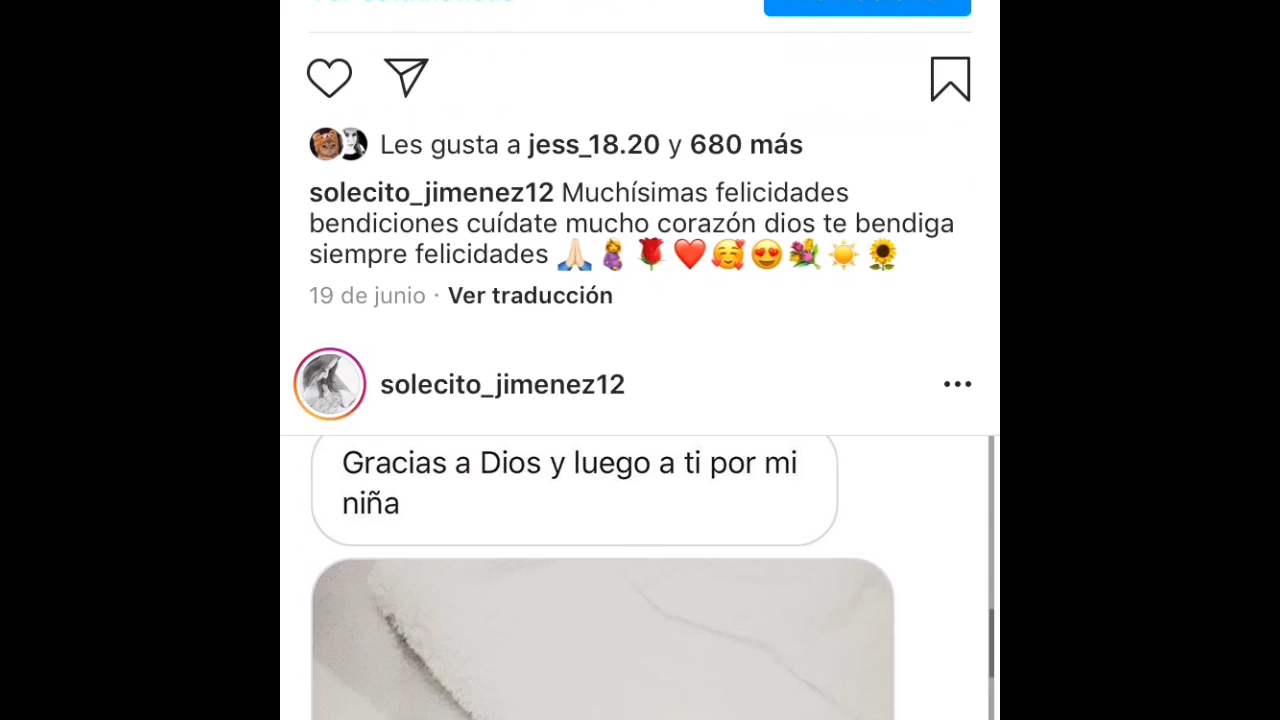 Les gusta a jess_18.20 y 680 más
solecito_jimenez12 Muchísimas felicidades
bendiciones cuídate mucho corazón dios te bendiga
siempre felicidades 🙏🏻🤰🌹❤️🥰😍💐☀️🌻
19 de junio · Ver traducción
solecito_jimenez12
Gracias a Dios y luego a ti por mi
niña